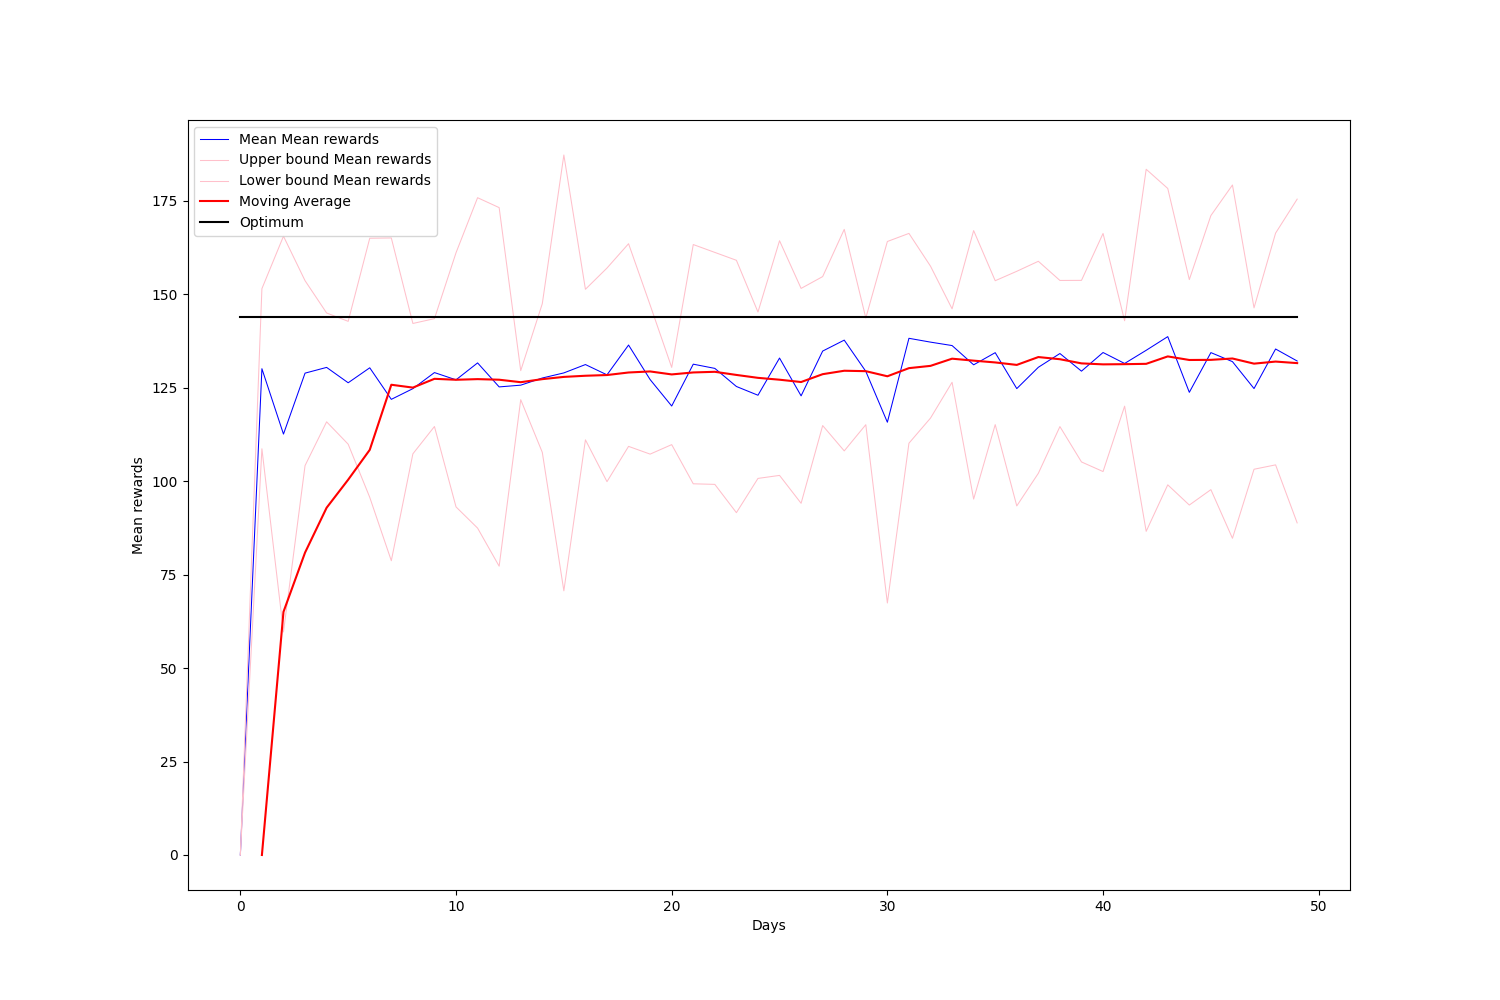 Mean Mean rewards
Upper bound Mean rewards
Lower bound Mean rewards
Moving Average
Optimum
175
150
125
100
75
50
25
0
Mean rewards
0 10 20 30 40 50
Days